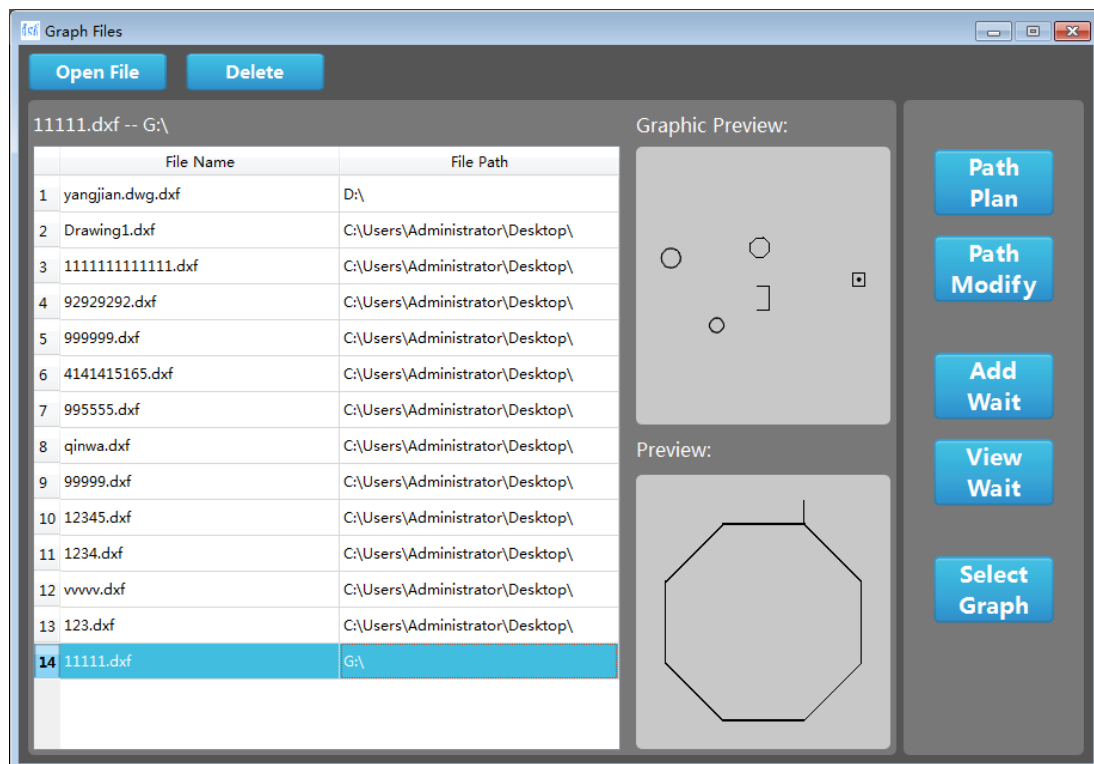 Graph Files
Open File Delete
11111.dxf -- G:\
Graphic Preview:
File Name File Path
1 yangjian.dwg.dxf D:\
2 Drawing1.dxf C:\Users\Administrator\Desktop\
3 1111111111111.dxf C:\Users\Administrator\Desktop\
4 92929292.dxf C:\Users\Administrator\Desktop\
5 999999.dxf C:\Users\Administrator\Desktop\
6 4141415165.dxf C:\Users\Administrator\Desktop\
7 995555.dxf C:\Users\Administrator\Desktop\
8 qinwa.dxf C:\Users\Administrator\Desktop\
9 99999.dxf C:\Users\Administrator\Desktop\
10 12345.dxf C:\Users\Administrator\Desktop\
11 1234.dxf C:\Users\Administrator\Desktop\
12 vvvvv.dxf C:\Users\Administrator\Desktop\
13 123.dxf C:\Users\Administrator\Desktop\
14 11111.dxf G:\
Preview:
Path
Plan
Path
Modify
Add
Wait
View
Wait
Select
Graph